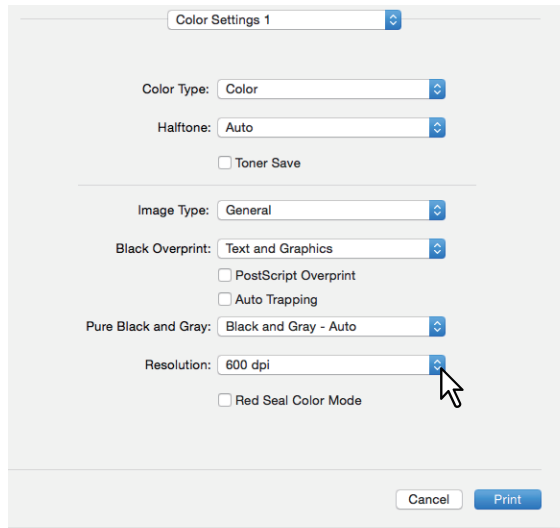 Color Settings 1
Color Type: Color
Halftone: Auto
Toner Save
Image Type: General
Black Overprint: Text and Graphics
PostScript Overprint
Auto Trapping
Pure Black and Gray: Black and Gray - Auto
Resolution: 600 dpi
Red Seal Color Mode
Cancel Print